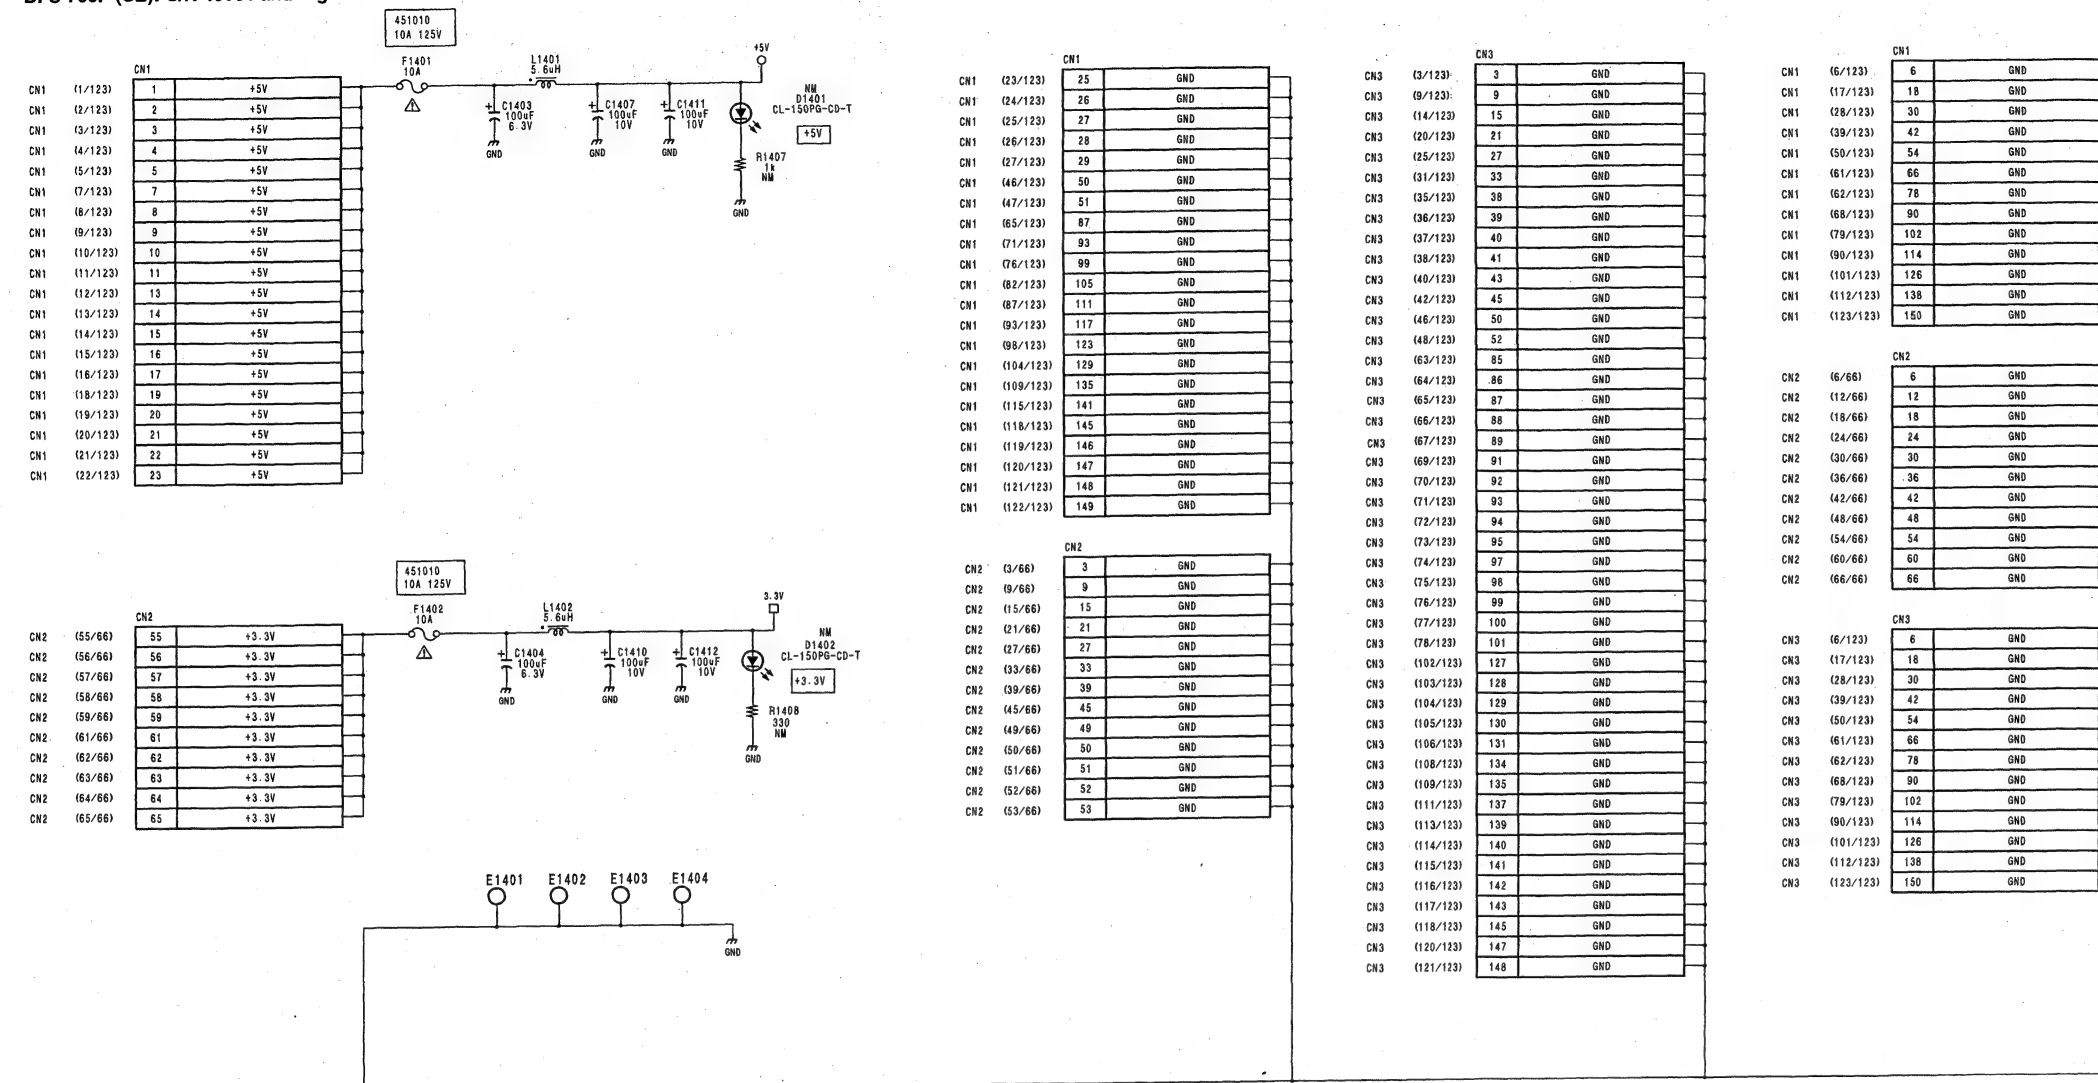 451010
10A 125V
F1401
10A
L1401
5.6uH
+5V
C1403
100uF
6.3V
GND
C1407
100uF
10V
GND
C1411
100uF
10V
GND
NM
D1401
CL-150PG-CD-T
+5V
R1407
1k
NM
GND
CN1
CN1 (1/123) 1 +5V
CN1 (2/123) 2 +5V
CN1 (3/123) 3 +5V
CN1 (4/123) 4 +5V
CN1 (5/123) 5 +5V
CN1 (7/123) 7 +5V
CN1 (8/123) 8 +5V
CN1 (9/123) 9 +5V
CN1 (10/123) 10 +5V
CN1 (11/123) 11 +5V
CN1 (12/123) 13 +5V
CN1 (13/123) 14 +5V
CN1 (14/123) 15 +5V
CN1 (15/123) 16 +5V
CN1 (16/123) 17 +5V
CN1 (18/123) 19 +5V
CN1 (19/123) 20 +5V
CN1 (20/123) 21 +5V
CN1 (21/123) 22 +5V
CN1 (22/123) 23 +5V
451010
10A 125V
F1402
10A
L1402
5.6uH
3.3V
C1404
100uF
6.3V
GND
C1410
100uF
10V
GND
C1412
100uF
10V
GND
NM
D1402
CL-150PG-CD-T
+3.3V
R1408
330
NM
GND
CN2
CN2 (55/66) 55 +3.3V
CN2 (56/66) 56 +3.3V
CN2 (57/66) 57 +3.3V
CN2 (58/66) 58 +3.3V
CN2 (59/66) 59 +3.3V
CN2 (61/66) 61 +3.3V
CN2 (62/66) 62 +3.3V
CN2 (63/66) 63 +3.3V
CN2 (64/66) 64 +3.3V
CN2 (65/66) 65 +3.3V
E1401 E1402 E1403 E1404
GND
CN1
CN1 (23/123) 25 GND
CN1 (24/123) 26 GND
CN1 (25/123) 27 GND
CN1 (26/123) 28 GND
CN1 (27/123) 29 GND
CN1 (46/123) 50 GND
CN1 (47/123) 51 GND
CN1 (65/123) 87 GND
CN1 (71/123) 93 GND
CN1 (76/123) 99 GND
CN1 (82/123) 105 GND
CN1 (87/123) 111 GND
CN1 (93/123) 117 GND
CN1 (98/123) 123 GND
CN1 (104/123) 129 GND
CN1 (109/123) 135 GND
CN1 (115/123) 141 GND
CN1 (118/123) 145 GND
CN1 (119/123) 146 GND
CN1 (120/123) 147 GND
CN1 (121/123) 148 GND
CN1 (122/123) 149 GND
CN2
CN2 (3/66) 3 GND
CN2 (9/66) 9 GND
CN2 (15/66) 15 GND
CN2 (21/66) 21 GND
CN2 (27/66) 27 GND
CN2 (33/66) 33 GND
CN2 (39/66) 39 GND
CN2 (45/66) 45 GND
CN2 (49/66) 49 GND
CN2 (50/66) 50 GND
CN2 (51/66) 51 GND
CN2 (52/66) 52 GND
CN2 (53/66) 53 GND
CN3
CN3 (3/123) 3 GND
CN3 (9/123) 9 GND
CN3 (14/123) 15 GND
CN3 (20/123) 21 GND
CN3 (25/123) 27 GND
CN3 (31/123) 33 GND
CN3 (35/123) 38 GND
CN3 (36/123) 39 GND
CN3 (37/123) 40 GND
CN3 (38/123) 41 GND
CN3 (40/123) 43 GND
CN3 (42/123) 45 GND
CN3 (46/123) 50 GND
CN3 (48/123) 52 GND
CN3 (63/123) 85 GND
CN3 (64/123) 86 GND
CN3 (65/123) 87 GND
CN3 (66/123) 88 GND
CN3 (67/123) 89 GND
CN3 (69/123) 91 GND
CN3 (70/123) 92 GND
CN3 (71/123) 93 GND
CN3 (72/123) 94 GND
CN3 (73/123) 95 GND
CN3 (74/123) 97 GND
CN3 (75/123) 98 GND
CN3 (76/123) 99 GND
CN3 (77/123) 100 GND
CN3 (78/123) 101 GND
CN3 (102/123) 127 GND
CN3 (103/123) 128 GND
CN3 (104/123) 129 GND
CN3 (105/123) 130 GND
CN3 (106/123) 131 GND
CN3 (108/123) 134 GND
CN3 (109/123) 135 GND
CN3 (111/123) 137 GND
CN3 (113/123) 139 GND
CN3 (114/123) 140 GND
CN3 (115/123) 141 GND
CN3 (116/123) 142 GND
CN3 (117/123) 143 GND
CN3 (118/123) 145 GND
CN3 (120/123) 147 GND
CN3 (121/123) 148 GND
CN1
CN1 (6/123) 6 GND
CN1 (17/123) 18 GND
CN1 (28/123) 30 GND
CN1 (39/123) 42 GND
CN1 (50/123) 54 GND
CN1 (61/123) 66 GND
CN1 (62/123) 78 GND
CN1 (68/123) 90 GND
CN1 (79/123) 102 GND
CN1 (90/123) 114 GND
CN1 (101/123) 126 GND
CN1 (112/123) 138 GND
CN1 (123/123) 150 GND
CN2
CN2 (6/66) 6 GND
CN2 (12/66) 12 GND
CN2 (18/66) 18 GND
CN2 (24/66) 24 GND
CN2 (30/66) 30 GND
CN2 (36/66) 36 GND
CN2 (42/66) 42 GND
CN2 (48/66) 48 GND
CN2 (54/66) 54 GND
CN2 (60/66) 60 GND
CN2 (66/66) 66 GND
CN3
CN3 (6/123) 6 GND
CN3 (17/123) 18 GND
CN3 (28/123) 30 GND
CN3 (39/123) 42 GND
CN3 (50/123) 54 GND
CN3 (61/123) 66 GND
CN3 (62/123) 78 GND
CN3 (68/123) 90 GND
CN3 (79/123) 102 GND
CN3 (90/123) 114 GND
CN3 (101/123) 126 GND
CN3 (112/123) 138 GND
CN3 (123/123) 150 GND